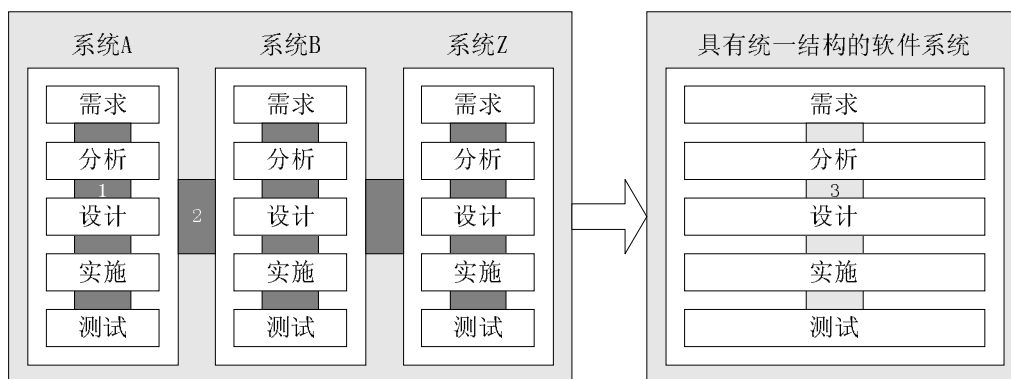 系统A
系统B
系统Z
具有统一结构的软件系统
需求
需求
需求
需求
分析
分析
分析
分析
1
2
3
设计
设计
设计
设计
实施
实施
实施
实施
测试
测试
测试
测试